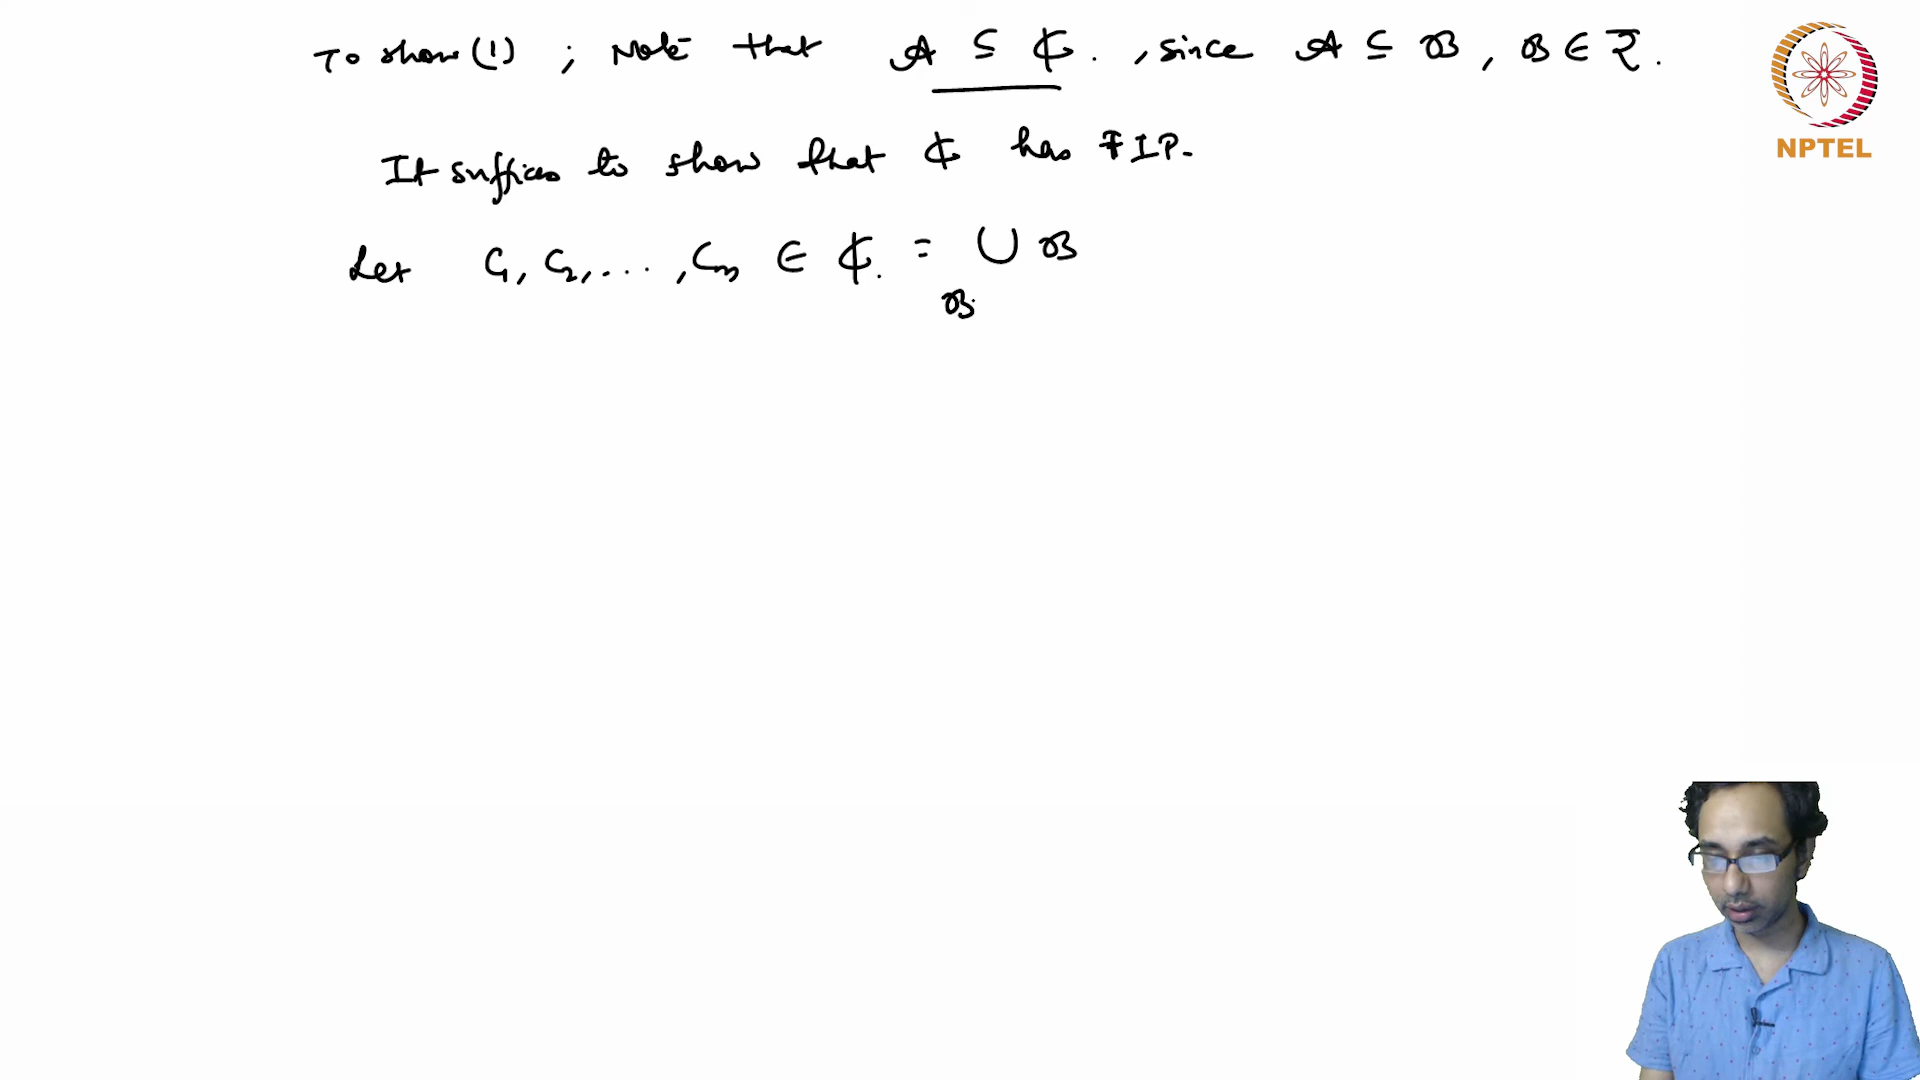 To show (1) ; Note that 𝒜 ⊆ ₵ . , since 𝒜 ⊆ ℬ , ℬ ∈ ℤ .
It suffices to show that ₵ has FIP.
Let C₁, C₂, ... , Cₙ ∈ ₵ . = ∪ ℬ
ℬ.
NPTEL